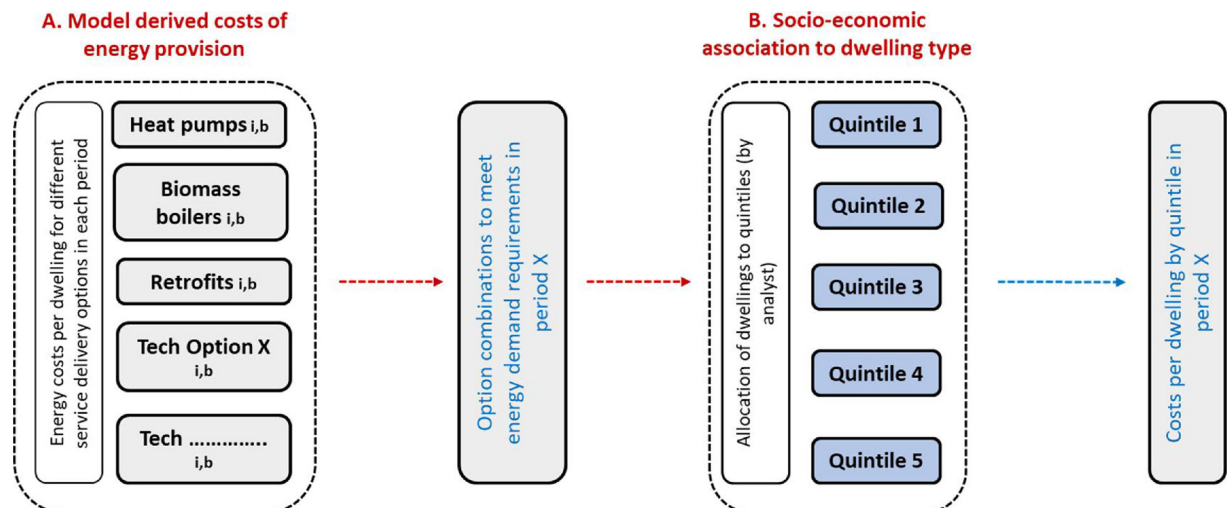 A. Model derived costs of
energy provision
Energy costs per dwelling for different
service delivery options in each period
Heat pumps i,b
Biomass
boilers i,b
Retrofits i,b
Tech Option X
i,b
Tech …………..
i,b
Option combinations to meet
energy demand requirements in
period X
B. Socio-economic
association to dwelling type
Allocation of dwellings to quintiles (by
analyst)
Quintile 1
Quintile 2
Quintile 3
Quintile 4
Quintile 5
Costs per dwelling by quintile in
period X